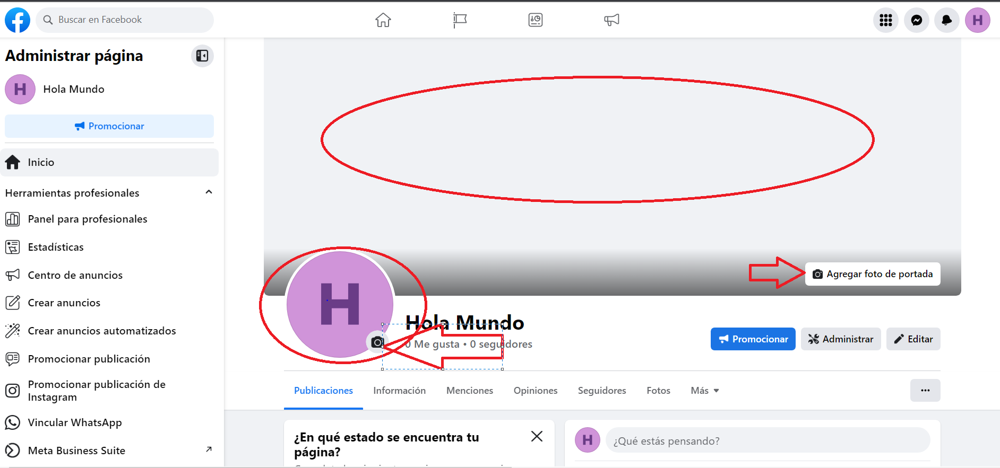 Buscar en Facebook
H
Administrar página
H
Hola Mundo
Promocionar
Inicio
Herramientas profesionales
Panel para profesionales
Estadísticas
Centro de anuncios
Crear anuncios
Crear anuncios automatizados
Promocionar publicación
Promocionar publicación de
Instagram
Vincular WhatsApp
Meta Business Suite
Agregar foto de portada
H
Hola Mundo
0 Me gusta • 0 seguidores
Promocionar
Administrar
Editar
Publicaciones
Información
Menciones
Opiniones
Seguidores
Fotos
Más
¿En qué estado se encuentra tu
página?
H
¿Qué estás pensando?